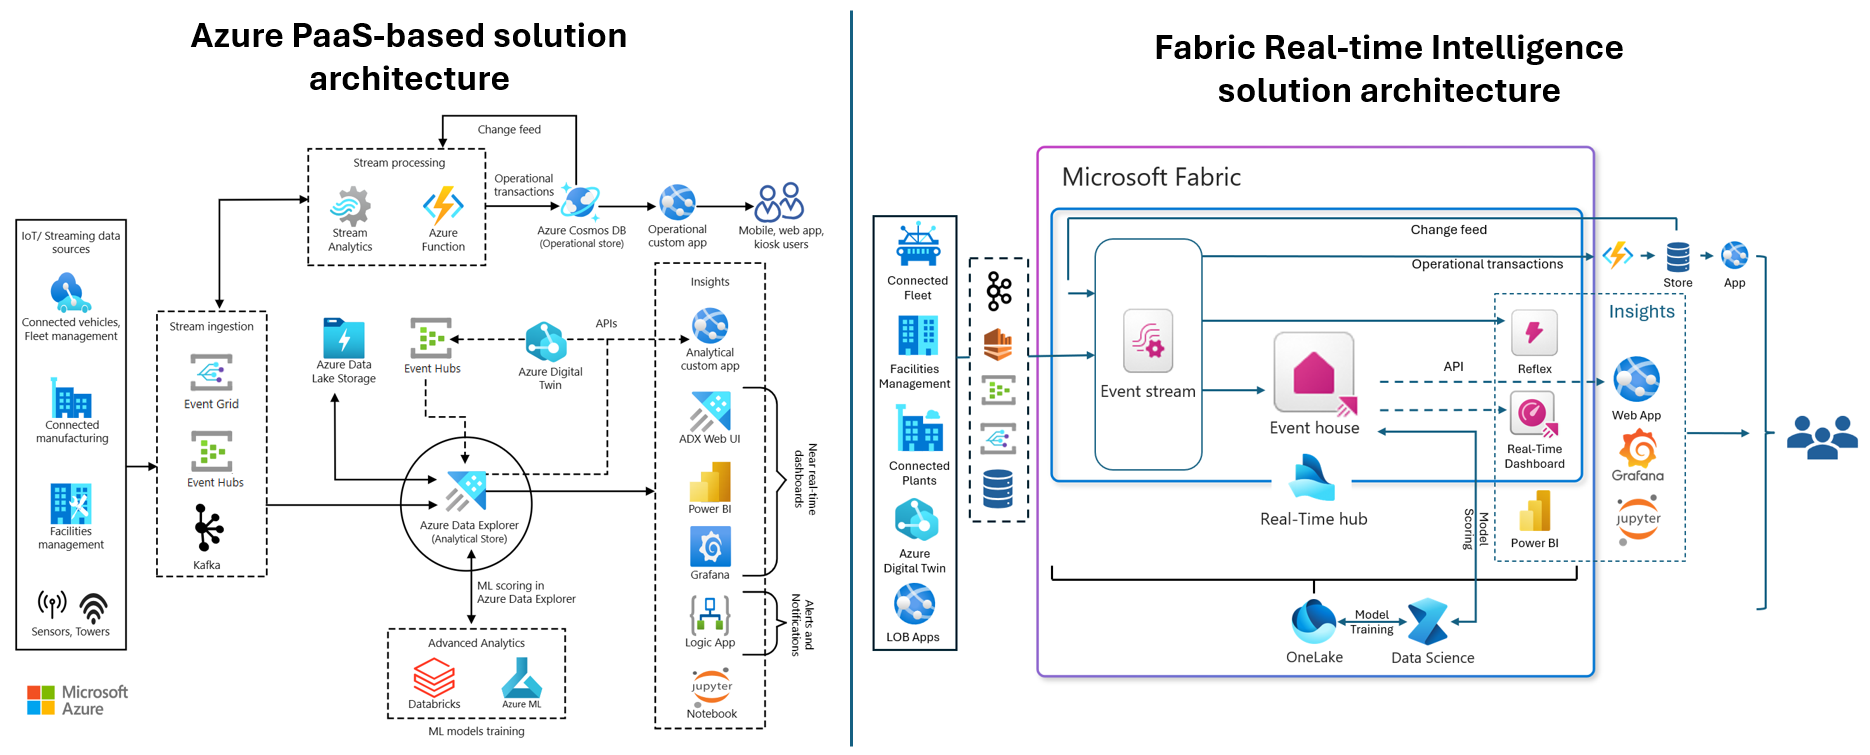 Azure PaaS-based solution
architecture
Change feed
Stream processing
Stream
Analytics
Azure
Function
Operational
transactions
Azure Cosmos DB
(Operational store)
Operational
custom app
Mobile, web app,
kiosk users
IoT/ Streaming data
sources
Connected vehicles,
Fleet management
Connected
manufacturing
Facilities
management
Sensors, Towers
Stream ingestion
Event Grid
Event Hubs
Kafka
Azure Data
Lake Storage
Event Hubs
Azure Digital
Twin
APIs
Azure Data Explorer
(Analytical Store)
ML scoring in
Azure Data Explorer
Advanced Analytics
Databricks
Azure ML
ML models training
Insights
Analytical
custom app
ADX Web UI
Power BI
Grafana
Logic App
jupyter
Notebook
Near real-time
dashboards
Alerts and
Notifications
Microsoft
Azure
Fabric Real-time Intelligence
solution architecture
Microsoft Fabric
Connected
Fleet
Facilities
Management
Connected
Plants
Azure
Digital Twin
LOB Apps
Change feed
Operational transactions
Store
App
Event stream
Event house
Real-Time hub
API
Insights
Reflex
Real-Time
Dashboard
Power BI
Web App
Grafana
jupyter
Model
Scoring
OneLake
Model
Training
Data Science